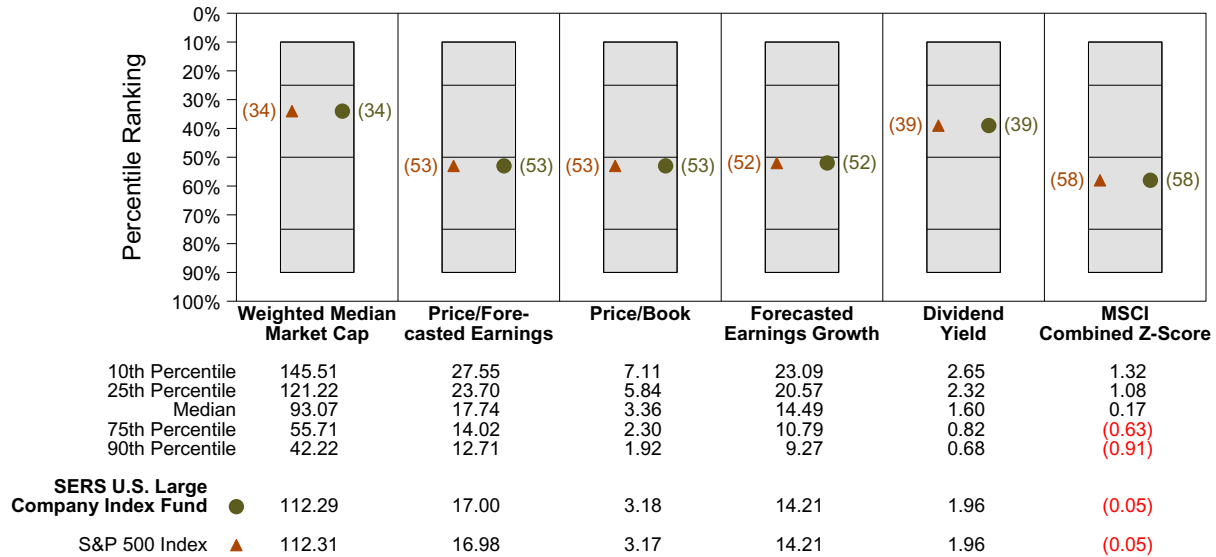 Percentile Ranking
0%
10%
20%
30%
40%
50%
60%
70%
80%
90%
100%
(34) (34)
(53) (53)
(53) (53)
(52) (52)
(39) (39)
(58) (58)
Weighted Median Market Cap
Price/Fore-casted Earnings
Price/Book
Forecasted Earnings Growth
Dividend Yield
MSCI Combined Z-Score
10th Percentile 145.51 27.55 7.11 23.09 2.65 1.32
25th Percentile 121.22 23.70 5.84 20.57 2.32 1.08
Median 93.07 17.74 3.36 14.49 1.60 0.17
75th Percentile 55.71 14.02 2.30 10.79 0.82 (0.63)
90th Percentile 42.22 12.71 1.92 9.27 0.68 (0.91)
SERS U.S. Large
Company Index Fund 112.29 17.00 3.18 14.21 1.96 (0.05)
S&P 500 Index 112.31 16.98 3.17 14.21 1.96 (0.05)